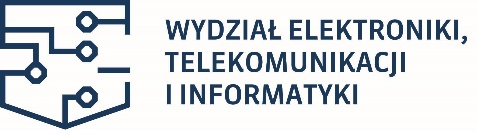 WYDZIAŁ ELEKTRONIKI,
TELEKOMUNIKACJI
I INFORMATYKI